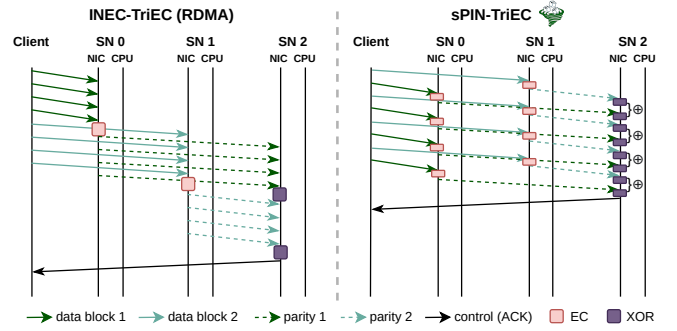 INEC-TriEC (RDMA)
sPIN-TriEC
Client SN 0 SN 1 SN 2
NIC CPU NIC CPU NIC CPU
Client SN 0 SN 1 SN 2
NIC CPU NIC CPU NIC CPU
⊕
⊕
⊕
⊕
data block 1 data block 2 parity 1 parity 2 control (ACK) EC XOR